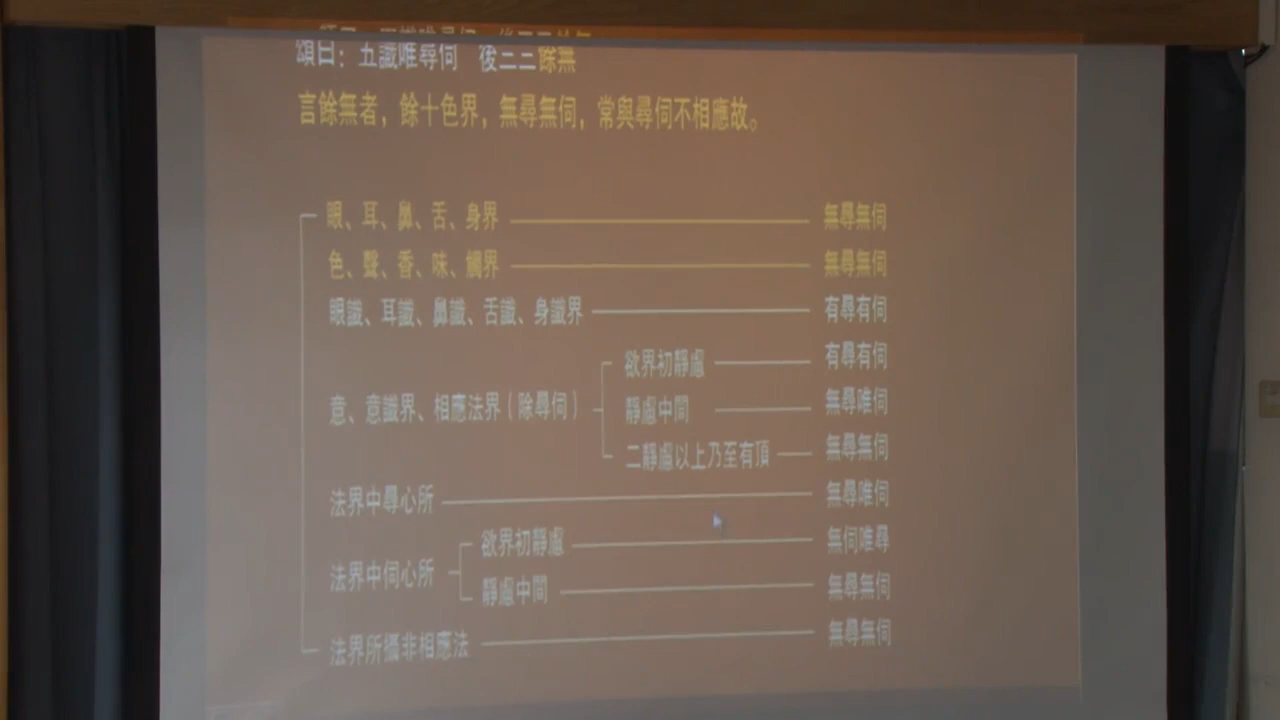 頌曰：五識唯尋伺　後三三餘無
言餘無者，餘十色界，無尋無伺，常與尋伺不相應故。
眼、耳、鼻、舌、身界 無尋無伺
色、聲、香、味、觸界 無尋無伺
眼識、耳識、鼻識、舌識、身識界 有尋有伺
意、意識界、相應法界（除尋伺）
欲界初靜慮 有尋有伺
靜慮中間 無尋唯伺
二靜慮以上乃至有頂 無尋無伺
法界中尋心所 無尋唯伺
法界中伺心所
欲界初靜慮 無伺唯尋
靜慮中間 無尋無伺
法界所攝非相應法 無尋無伺